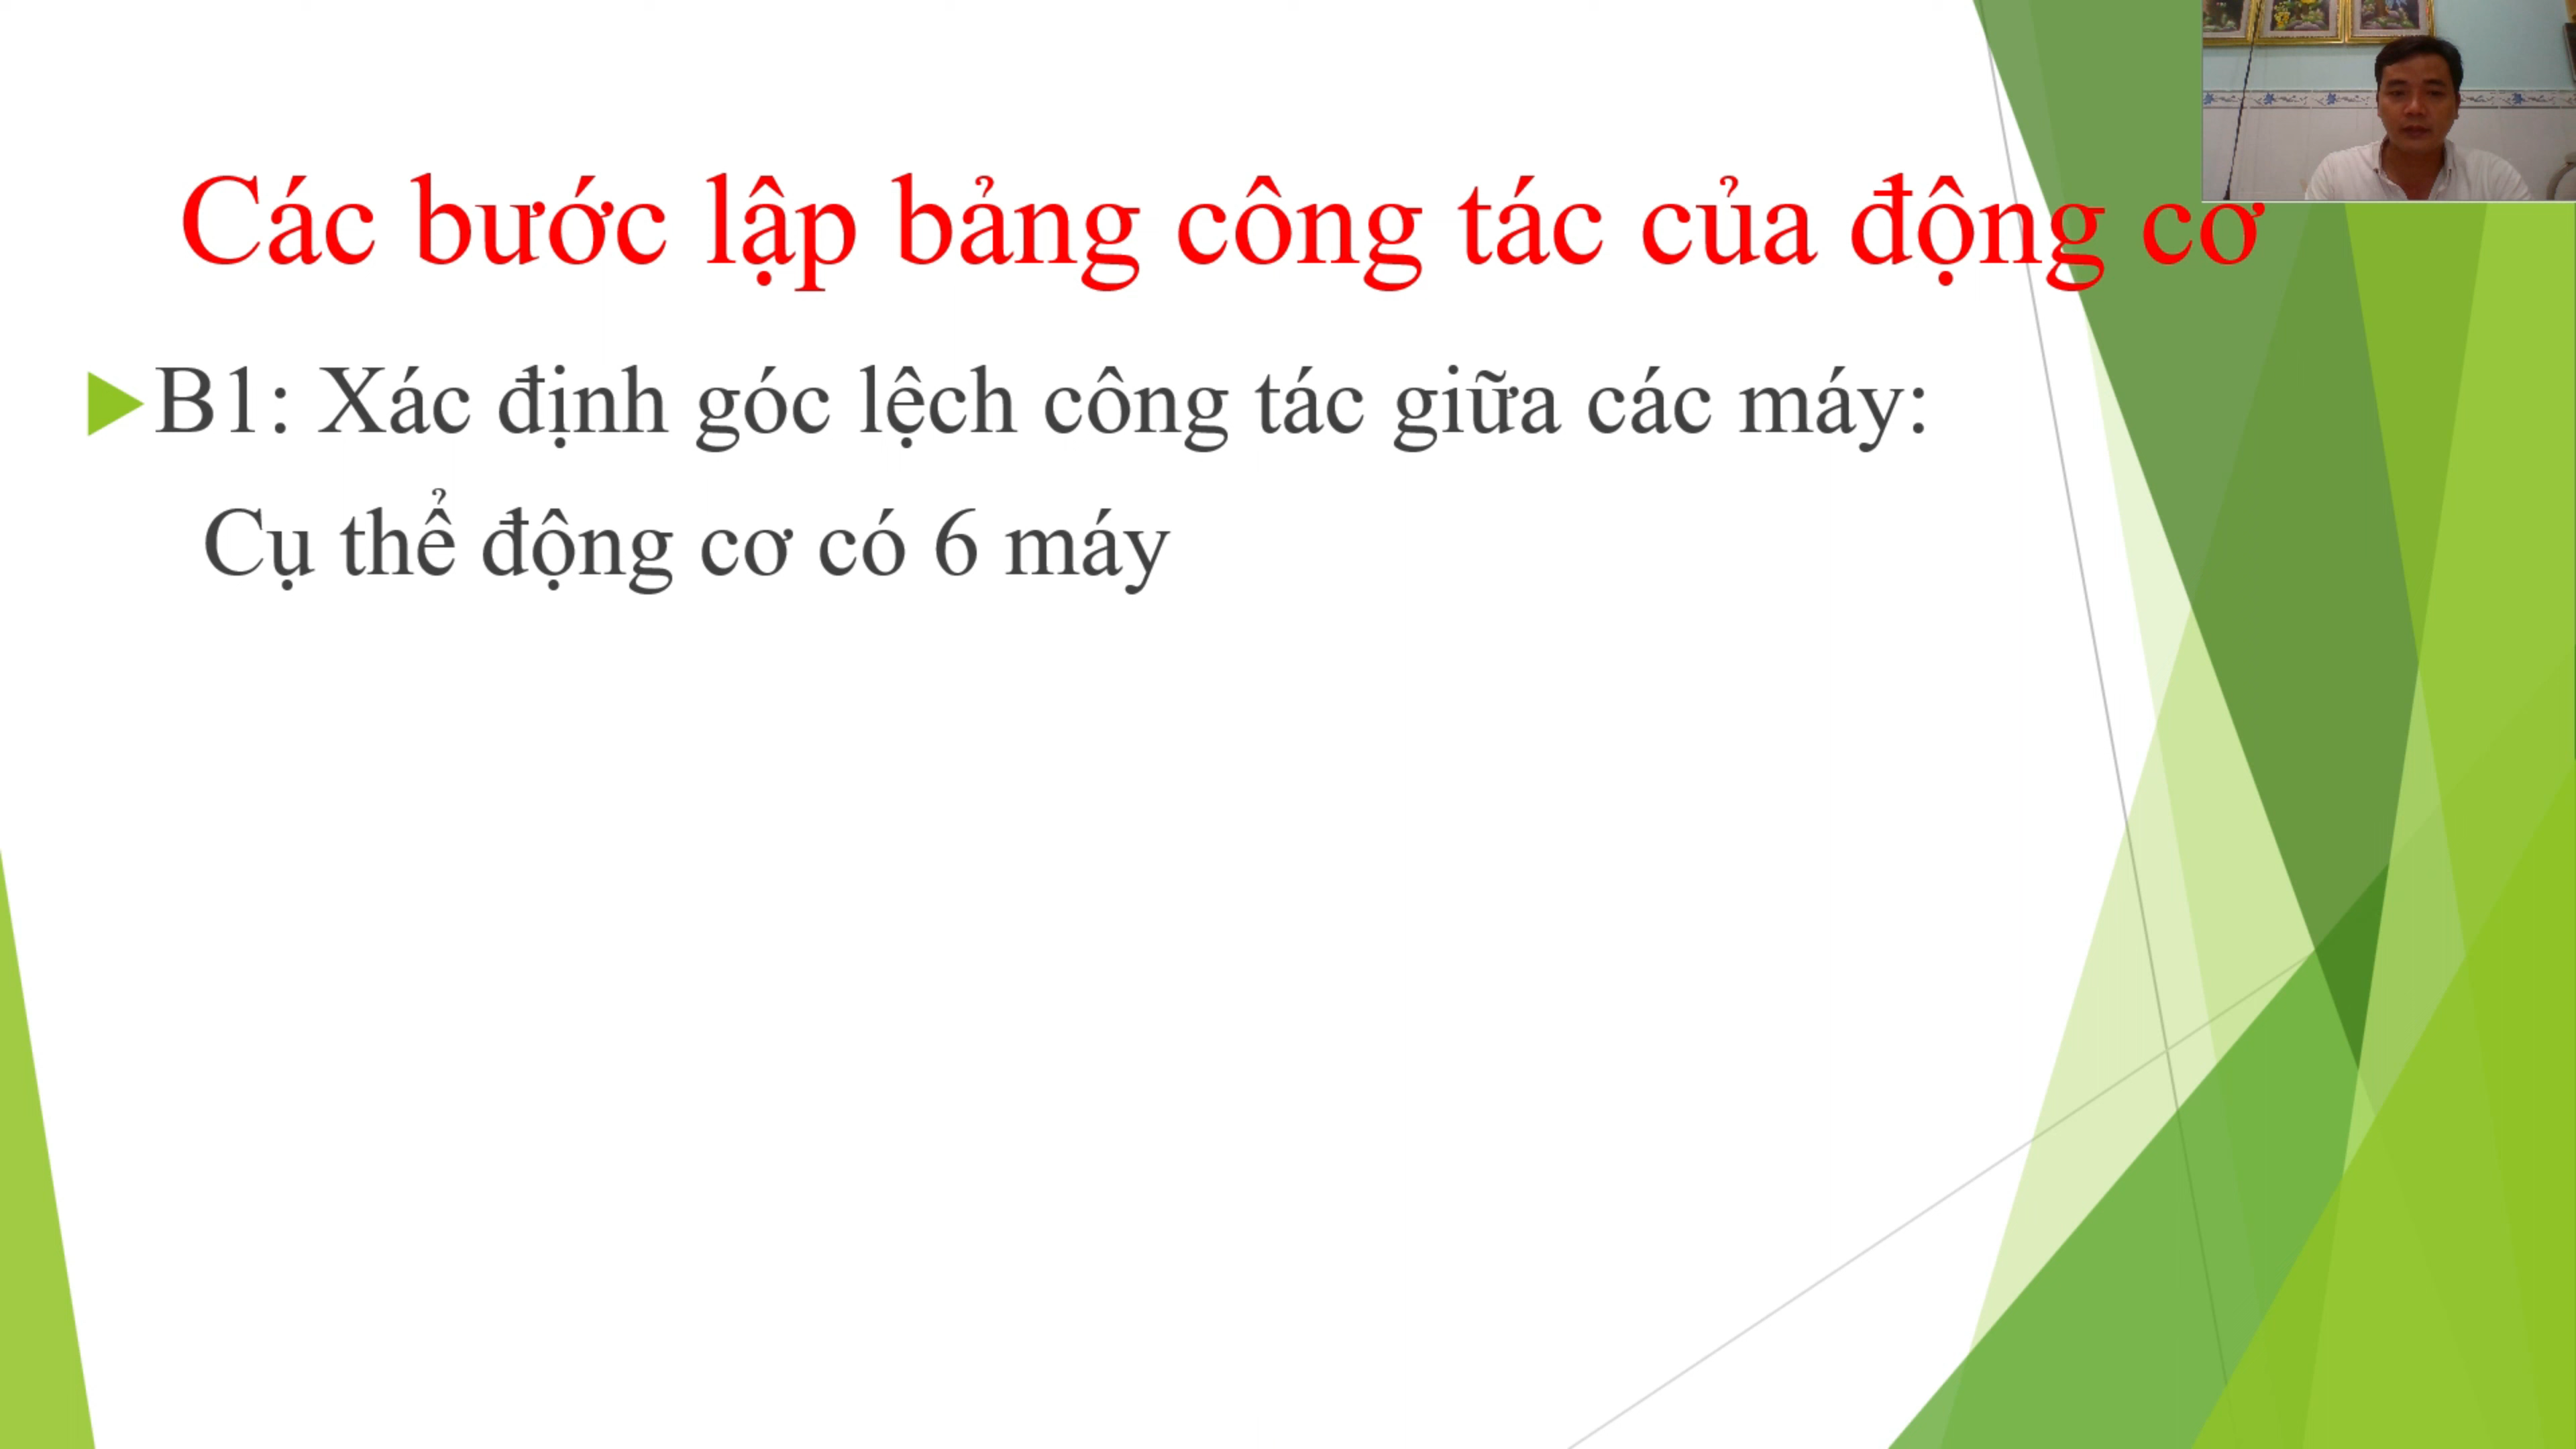 Các bước lập bảng công tác của động cơ
B1: Xác định góc lệch công tác giữa các máy:
Cụ thể động cơ có 6 máy